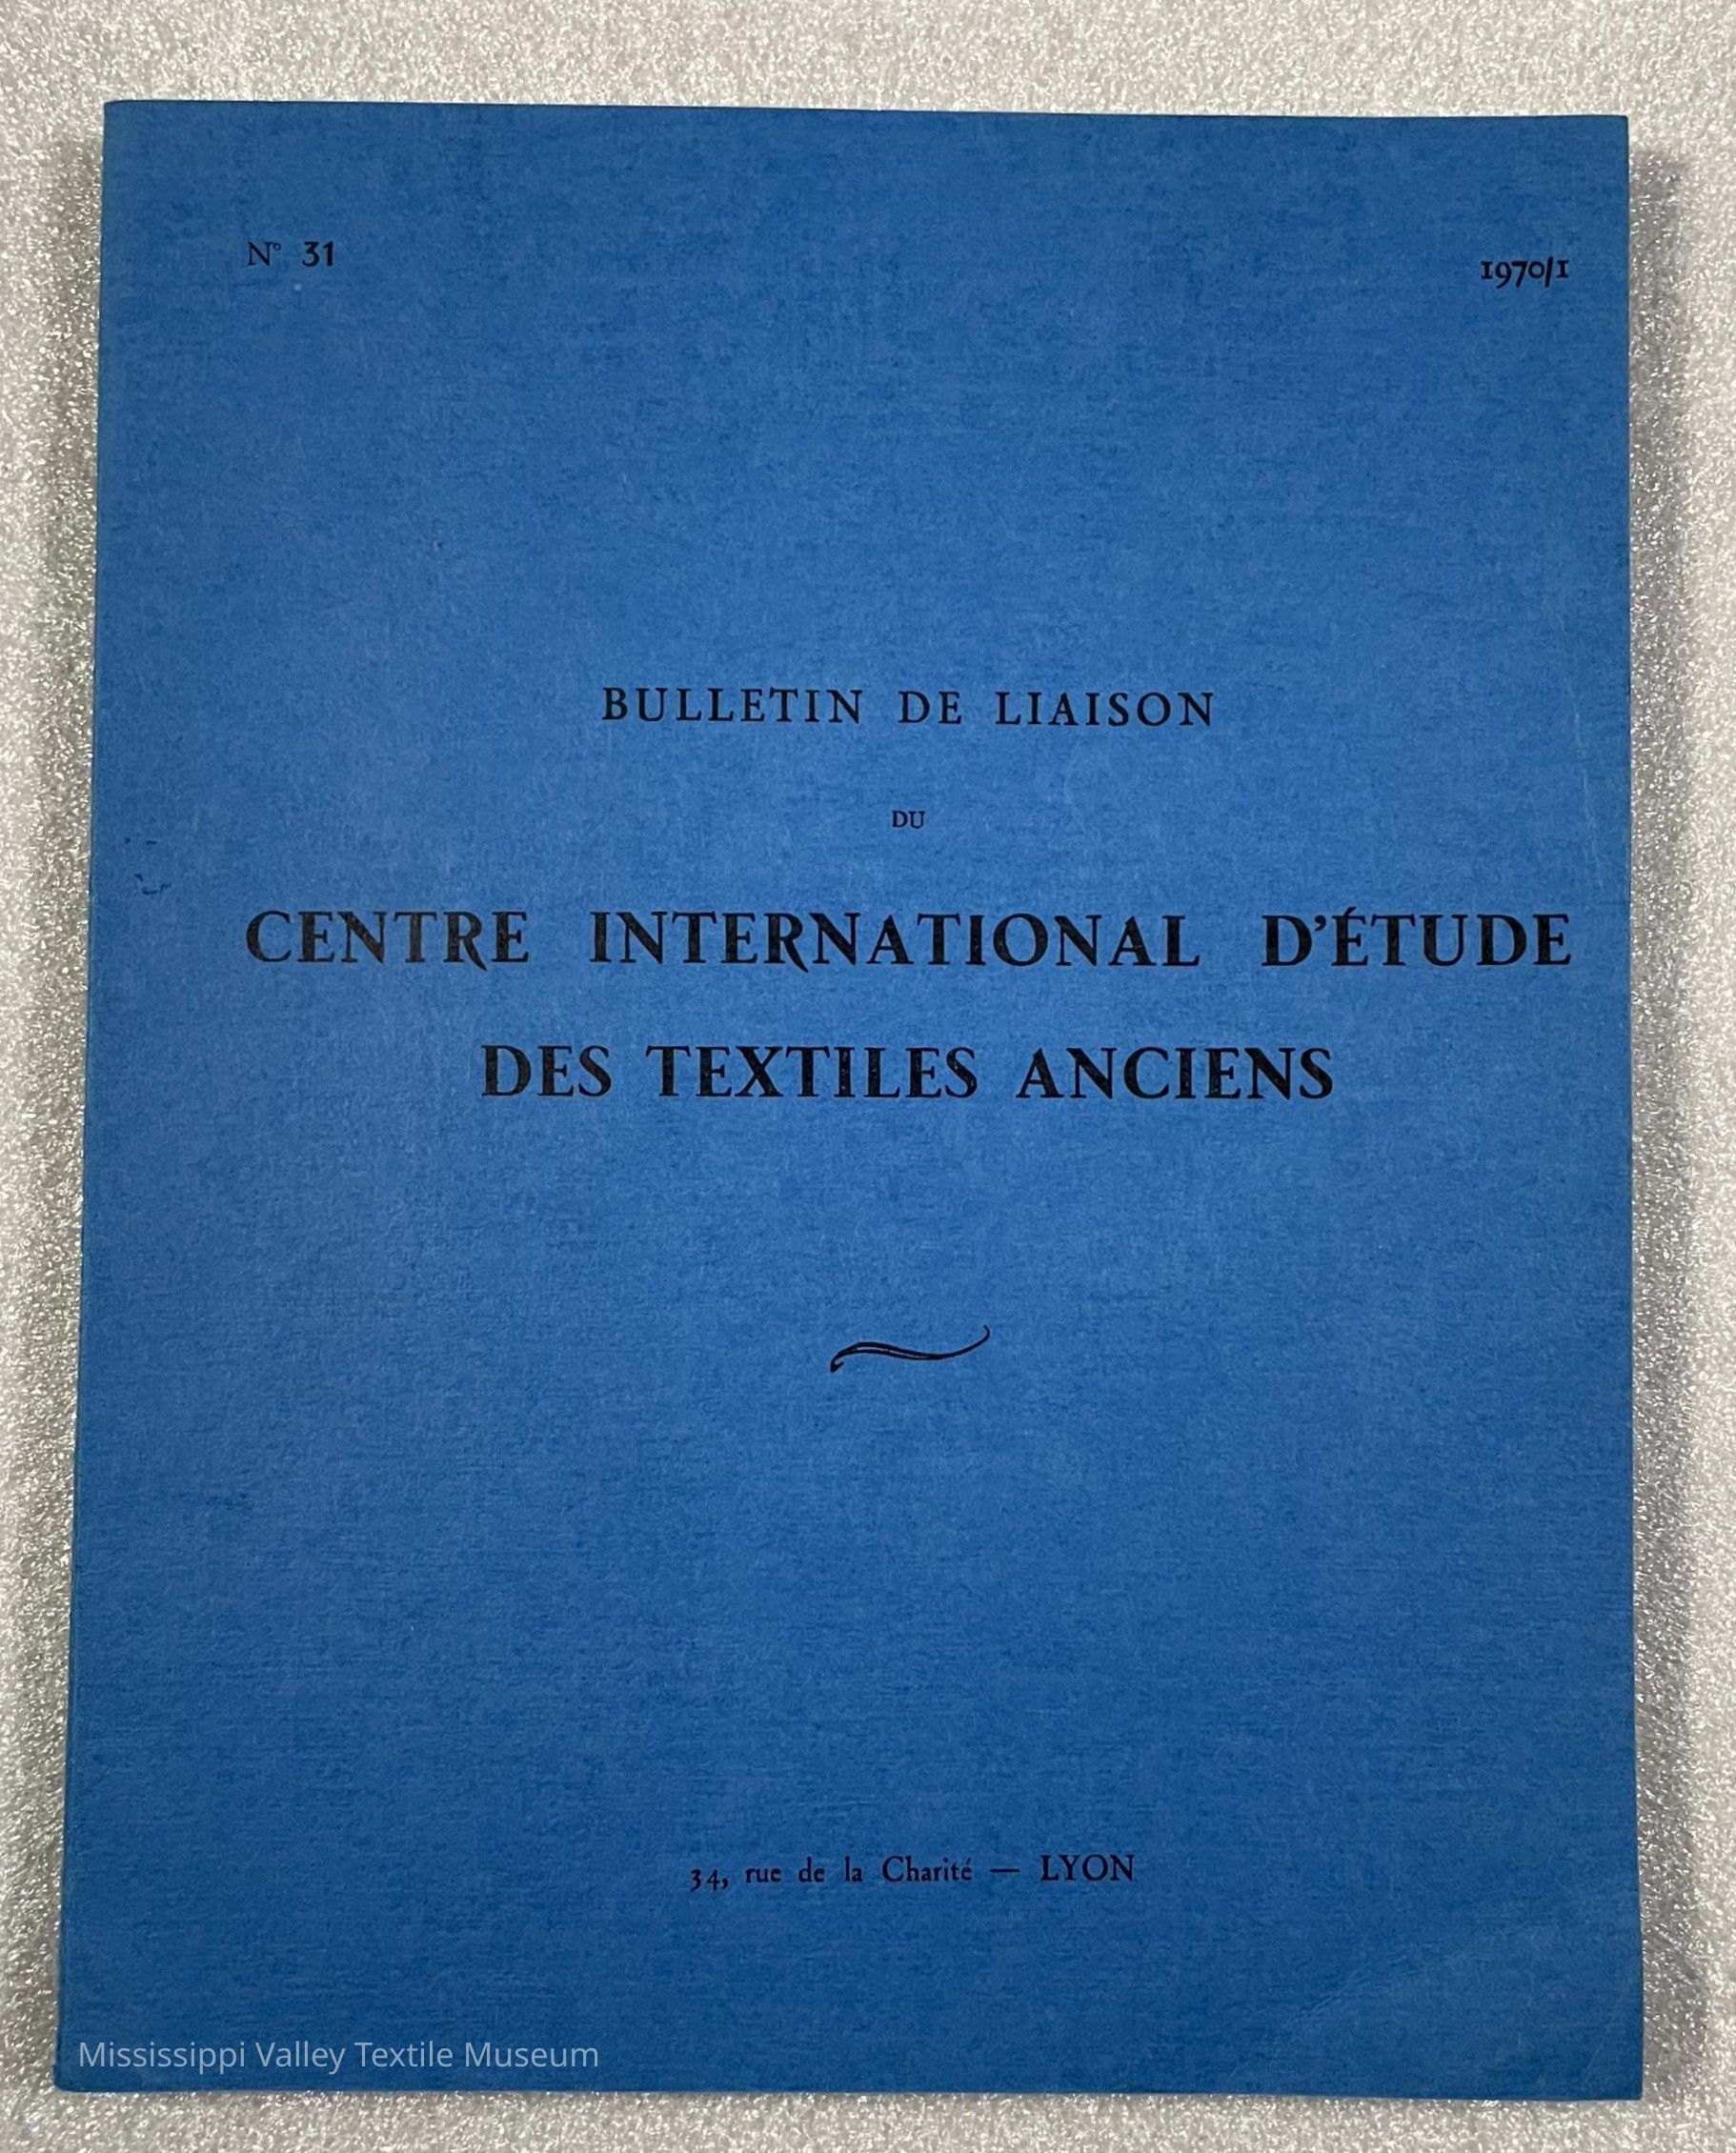 N° 31
1970/1
BULLETIN DE LIAISON
DU
CENTRE INTERNATIONAL D'ÉTUDE
DES TEXTILES ANCIENS
34, rue de la Charité — LYON
Mississippi Valley Textile Museum